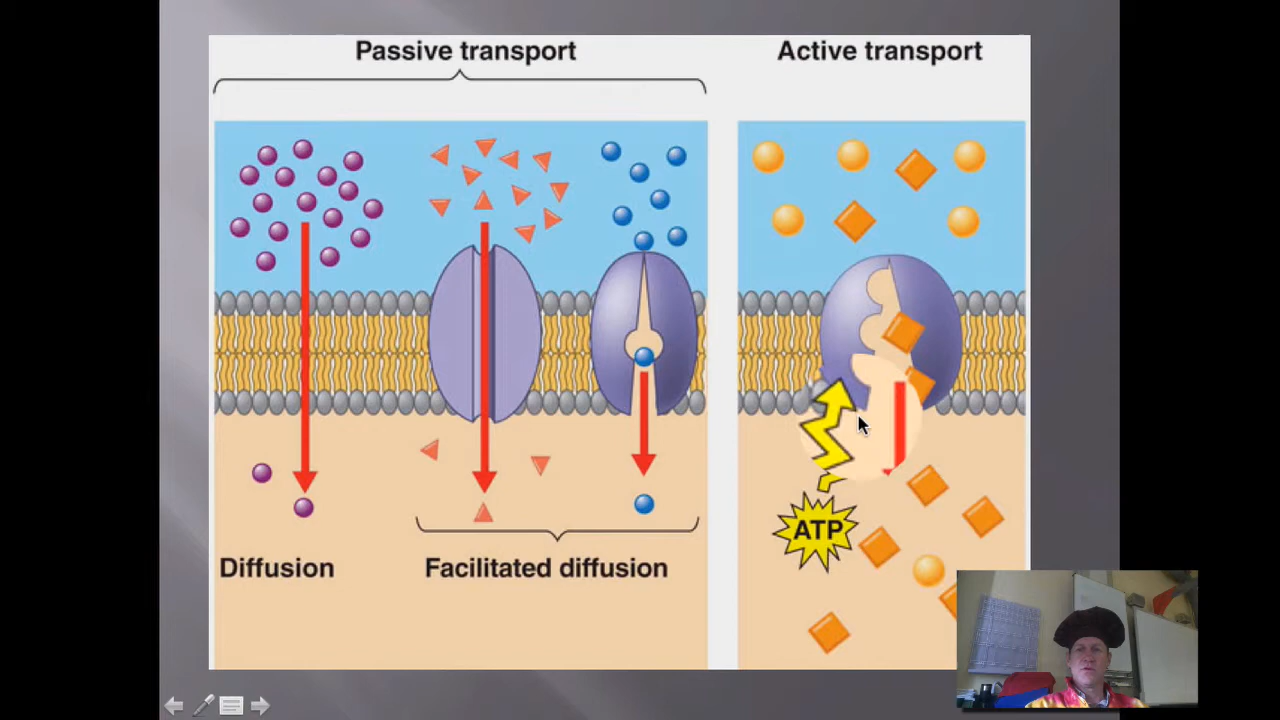 Passive transport
Active transport
ATP
Diffusion
Facilitated diffusion